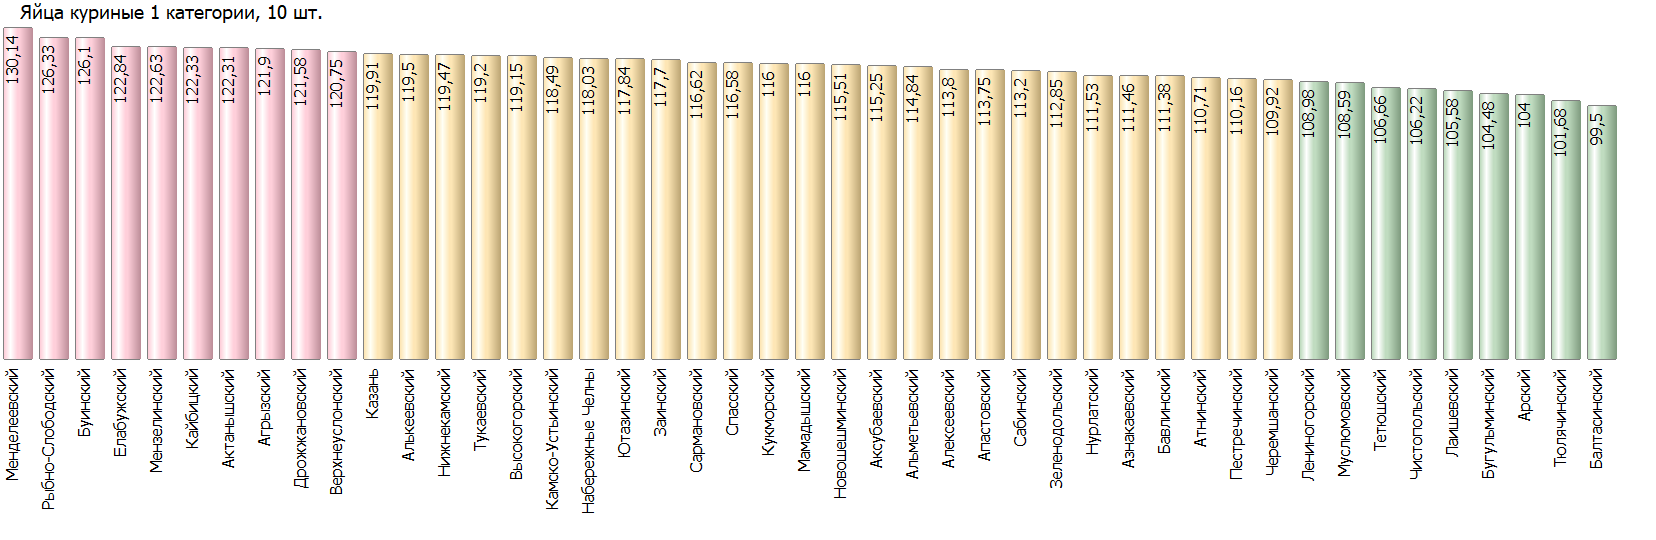 Яйца куриные 1 категории, 10 шт.
130,14
126,33
126,1
122,84
122,63
122,33
122,31
121,9
121,58
120,75
119,91
119,5
119,47
119,2
119,15
118,49
118,03
117,84
117,7
116,62
116,58
116
116
115,51
115,25
114,84
113,8
113,75
113,2
112,85
111,53
111,46
111,38
110,71
110,16
109,92
108,98
108,59
106,66
106,22
105,58
104,48
104
101,68
99,5
Менделеевский
Рыбно-Слободский
Буинский
Елабужский
Мензелинский
Кайбицкий
Актанышский
Агрызский
Дрожжановский
Верхнеуслонский
Казань
Алькеевский
Нижнекамский
Тукаевский
Высокогорский
Камско-Устьинский
Набережные Челны
Ютазинский
Заинский
Сармановский
Спасский
Кукморский
Мамадышский
Новошешминский
Аксубаевский
Альметьевский
Алексеевский
Апастовский
Сабинский
Зеленодольский
Нурлатский
Азнакаевский
Бавлинский
Атнинский
Пестречинский
Черемшанский
Лениногорский
Муслюмовский
Тетюшский
Чистопольский
Лаишевский
Бугульминский
Арский
Тюлячинский
Балтасинский